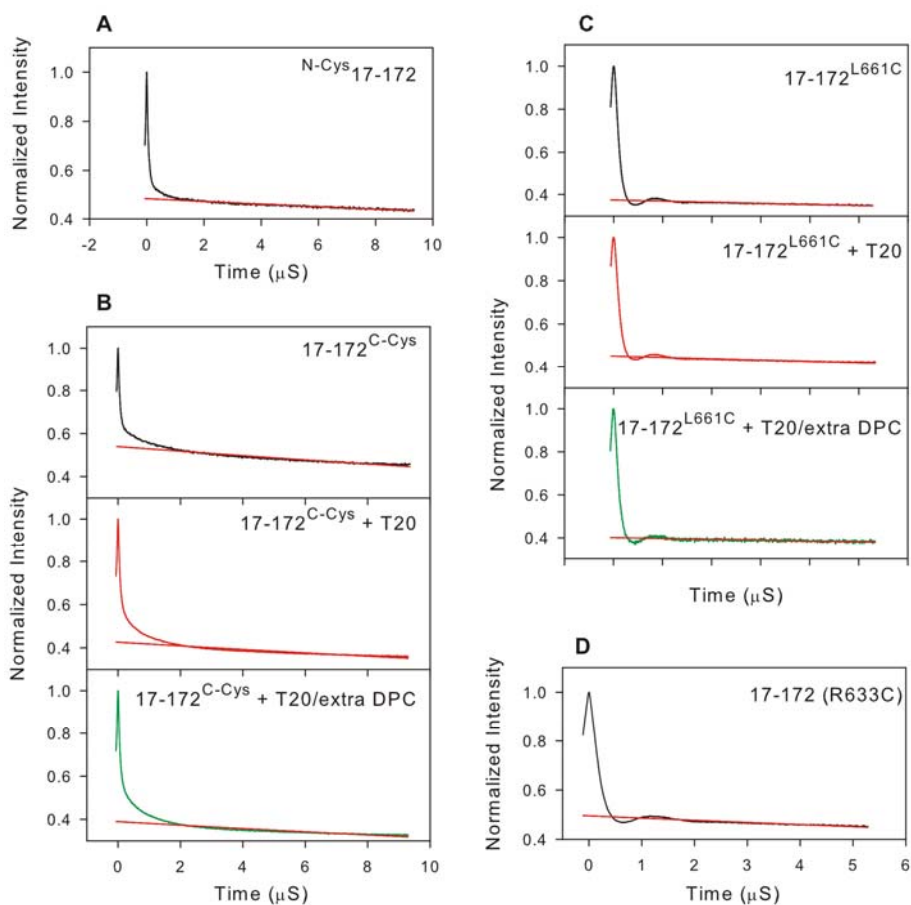 A
Normalized Intensity
1.0
0.8
0.6
0.4
N-Cys17-172
-2 0 2 4 6 8 10
Time (μS)
B
Normalized Intensity
1.0
0.8
0.6
0.4
17-172C-Cys
1.0
0.8
0.6
0.4
17-172C-Cys + T20
1.0
0.8
0.6
0.4
17-172C-Cys + T20/extra DPC
0 2 4 6 8 10
Time (μS)
C
Normalized Intensity
1.0
0.8
0.6
0.4
17-172L661C
1.0
0.8
0.6
0.4
17-172L661C + T20
1.0
0.8
0.6
0.4
17-172L661C + T20/extra DPC
Time (μS)
D
Normalized Intensity
1.0
0.8
0.6
0.4
17-172 (R633C)
0 1 2 3 4 5 6
Time (μS)